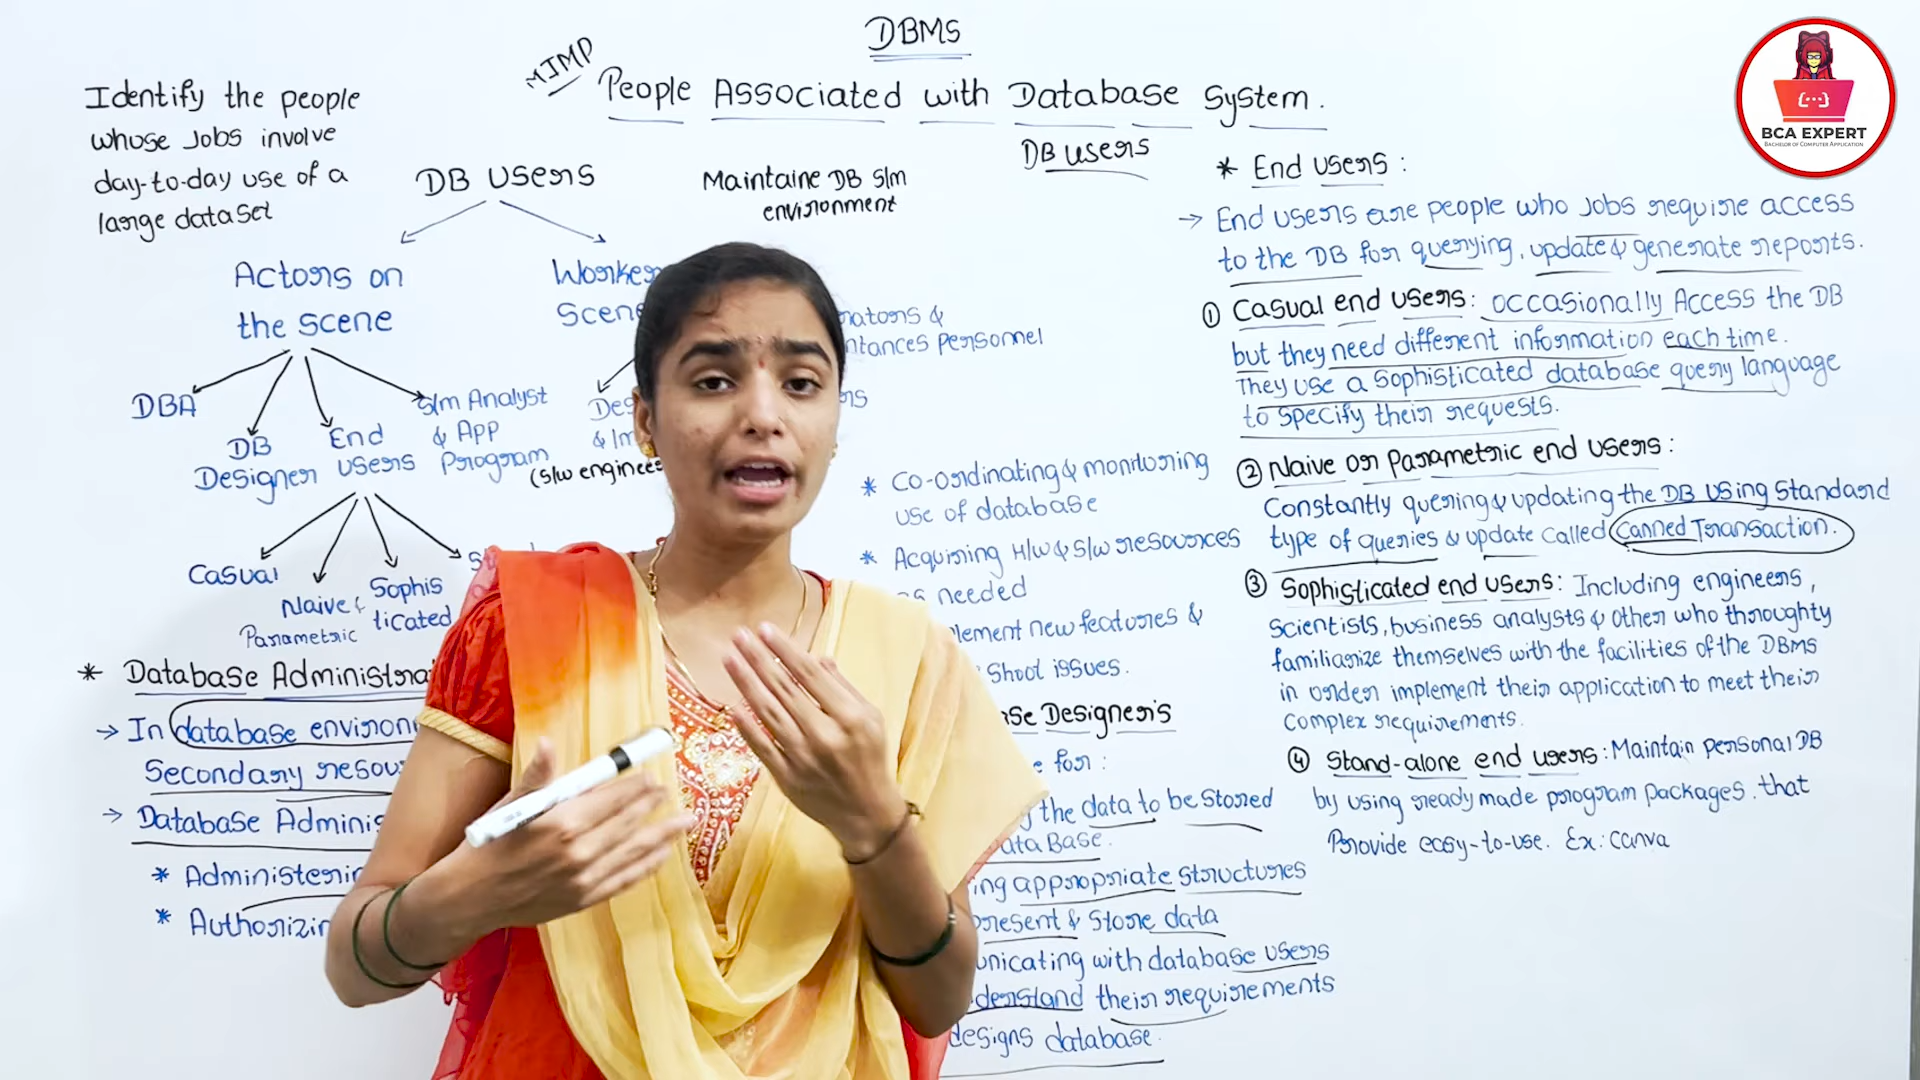 DBMS
MIMP
People Associated with Database System.
DB users
Identify the people
whose Jobs involve
day-to-day use of a
large dataset
DB users
Maintaine DB s/m
environment
Actors on
the scene
Scene
DBA
DB
Designer
End
users
s/m Analyst
& App
Program
(s/w enginee
Des
& Im
& 
ntances personnel
Casual
Naive &
Parametric
Sophis
ticated
* Database Administra
→ In database environ
Secondary resou
→ Database Adminis
* Administerin
* Authorizin
* Co-ordinating & monitoring
use of database
* Acquiring H/w & s/w resources
needed
lement new features &
Shoot issues.
se Designers
for:
the data to be stored
ata Base.
ing appropriate structures
present & store data
unicating with database users
derstand their requirements
designs database.
* End users:
→ End users are people who jobs require access
to the DB for querying, update & generate reports.
① Casual end users: occasionally Access the DB
but they need different information each time.
They use a sophisticated database query language
to specify their requests.
② Naive or Parametric end users:
Constantly quering & updating the DB using standard
type of queries & update called canned Transaction.
③ Sophisticated end users: Including engineers,
scientists, business analysts & other who throughty
familiarize themselves with the facilities of the DBMS
in order implement their application to meet their
complex requirements.
④ Stand-alone end users: Maintain personal DB
by using ready made program packages. that
Provide easy-to-use. Ex: canva
{...}
BCA EXPERT
BACHELOR OF COMPUTER APPLICATION